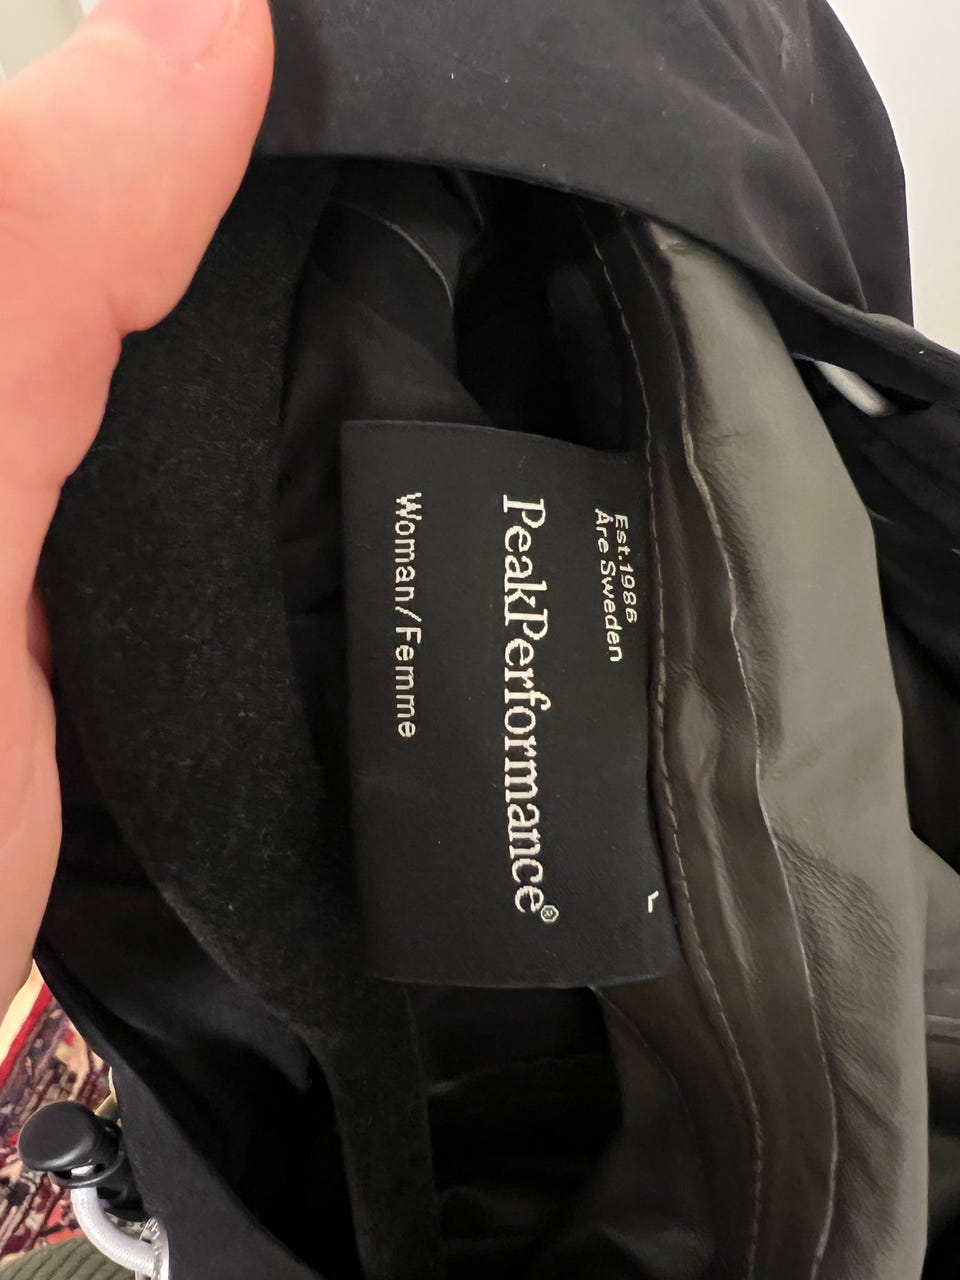 Est.1986
Åre Sweden
PeakPerformance®
Woman/Femme
L